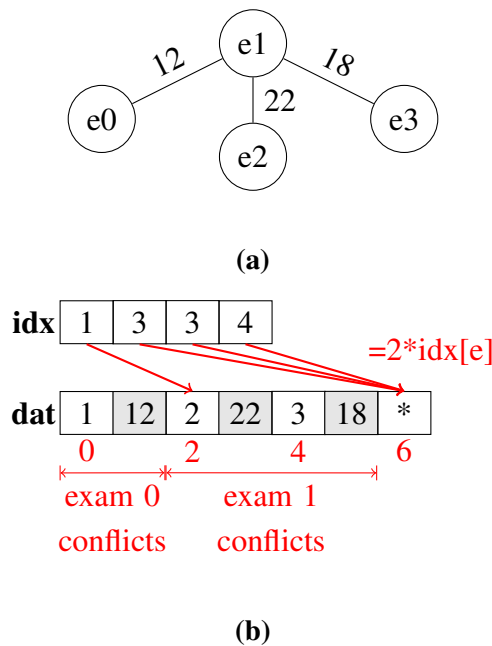 e1
12
18
e0
22
e3
e2
(a)
idx 1 3 3 4
=2*idx[e]
dat 1 12 2 22 3 18 *
0 2 4 6
exam 0 exam 1
conflicts conflicts
(b)